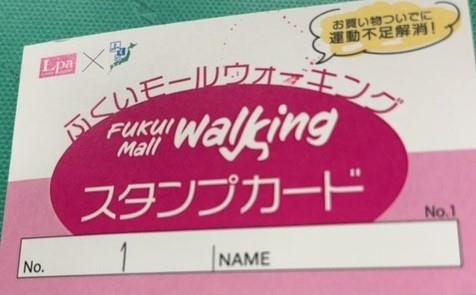 お買い物ついでに
運動不足解消!
Lpa ×
ふくいモールウォーキング
FUKUI Mall Walking
スタンプカード
No.1
No. 1 NAME